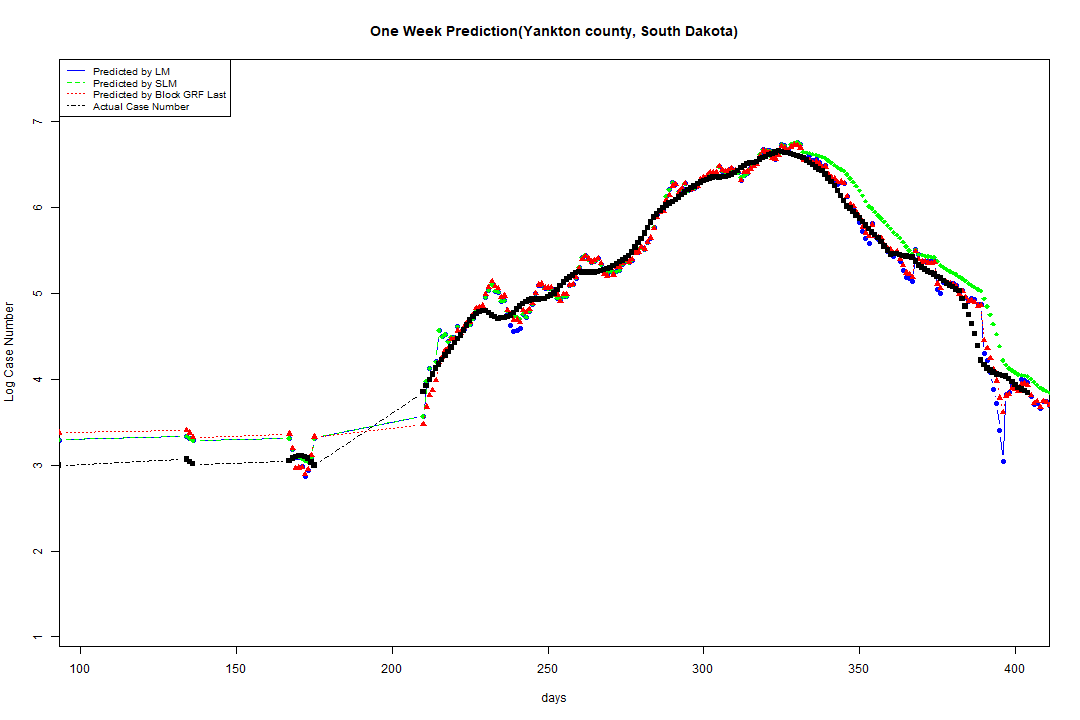 One Week Prediction(Yankton county, South Dakota)
Predicted by LM
Predicted by SLM
Predicted by Block GRF Last
Actual Case Number
7
6
5
4
3
2
1
Log Case Number
100 150 200 250 300 350 400
days